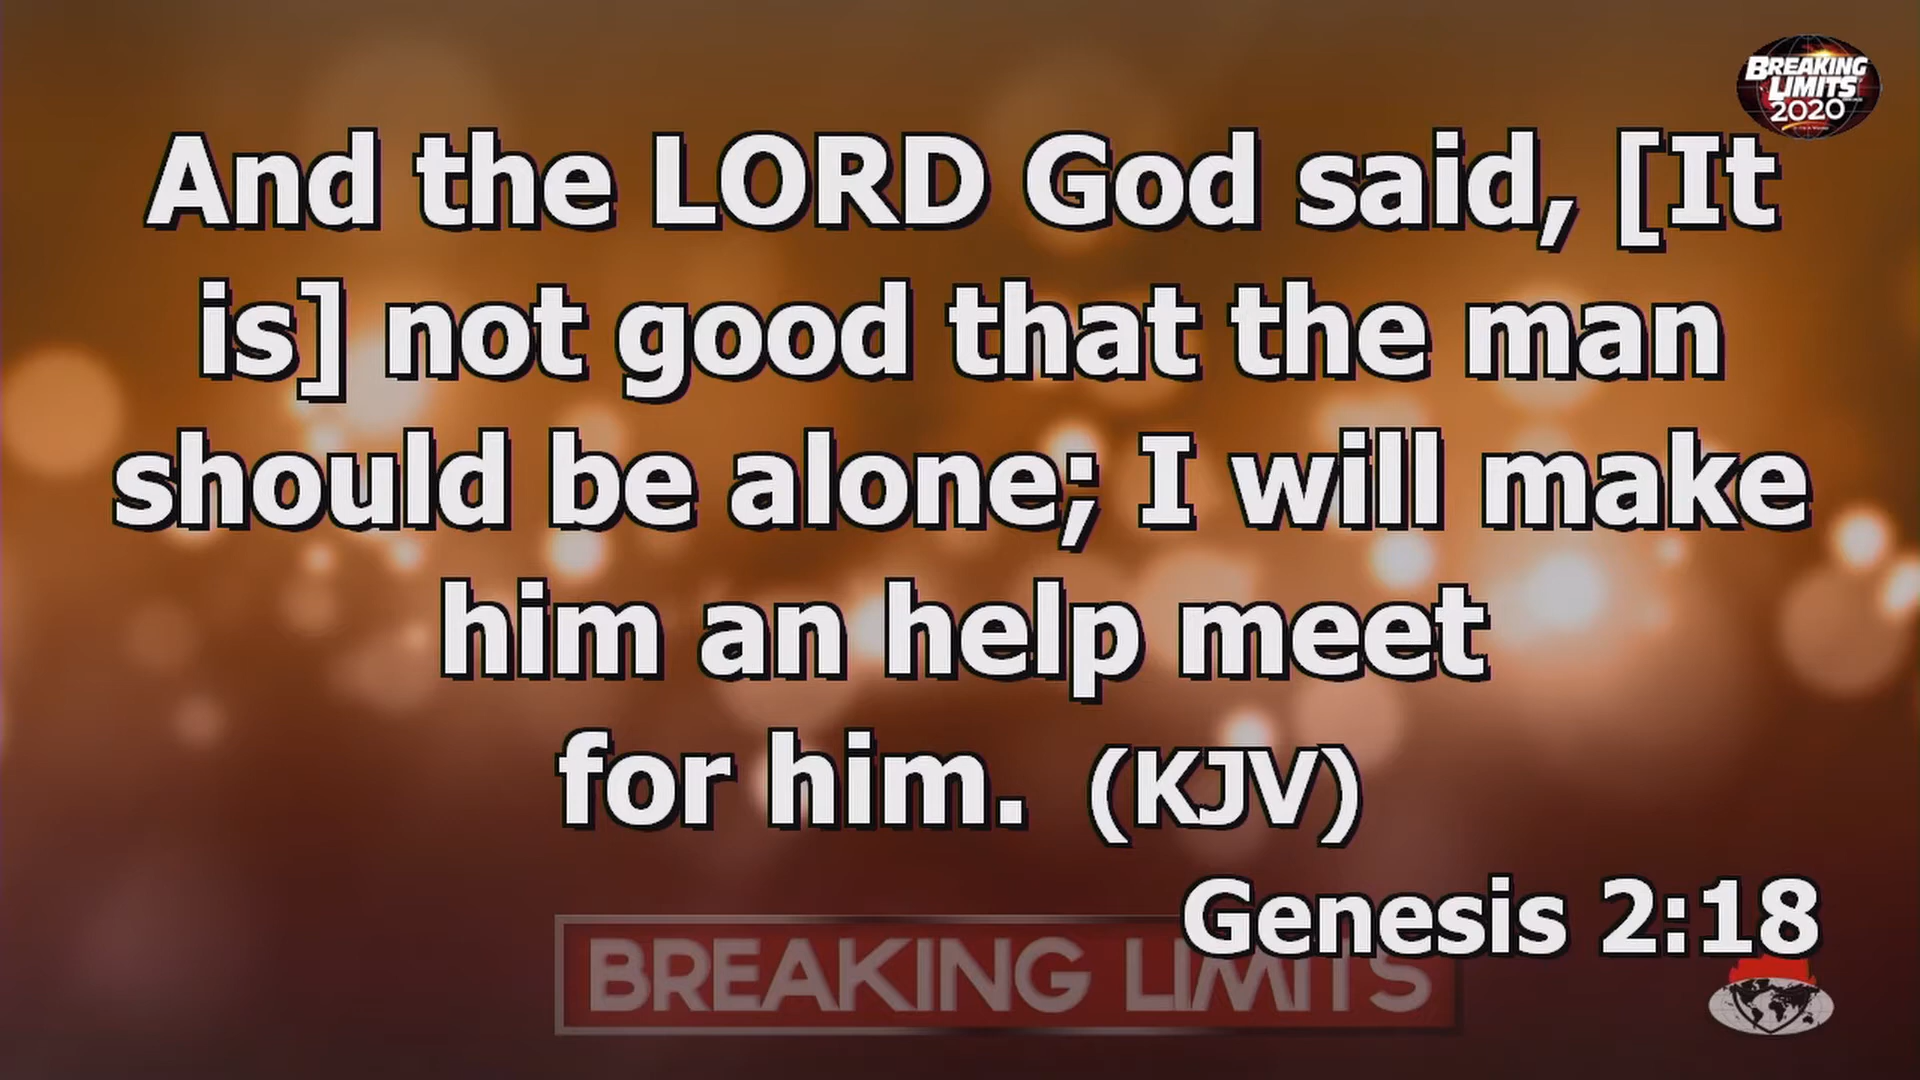 BREAKING
LIMITS
2020
And the LORD God said, [It
is] not good that the man
should be alone; I will make
him an help meet
for him. (KJV)
Genesis 2:18
BREAKING LIMITS